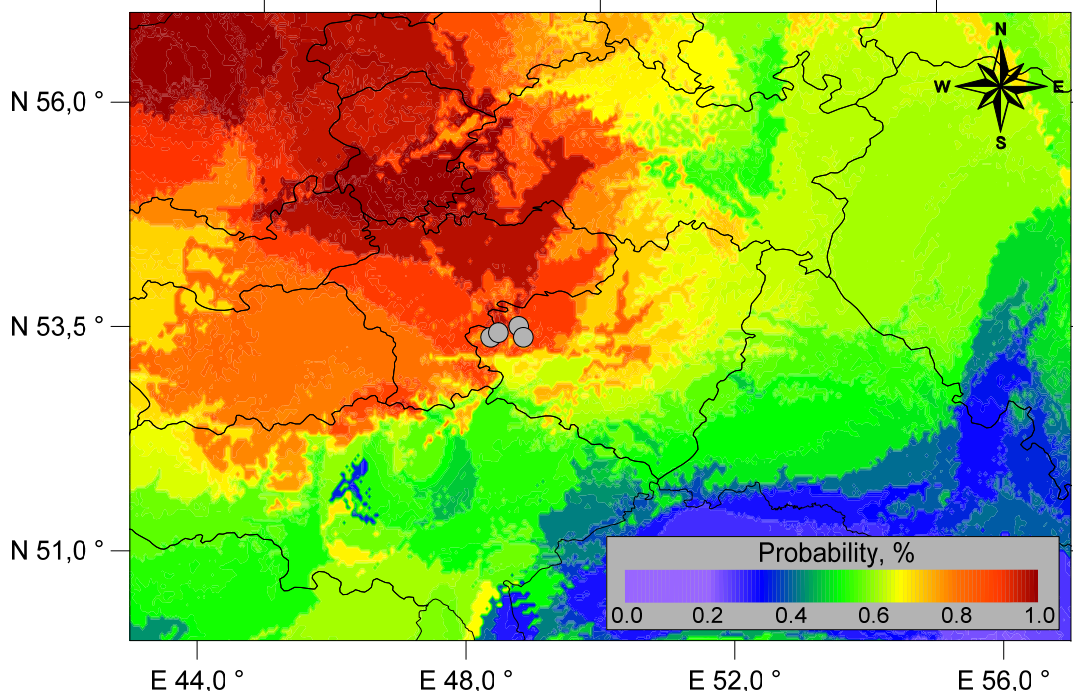 N
N 56,0 °
W E
S
N 53,5 °
N 51,0 °
Probability, %
0.0 0.2 0.4 0.6 0.8 1.0
E 44,0 ° E 48,0 ° E 52,0 ° E 56,0 °